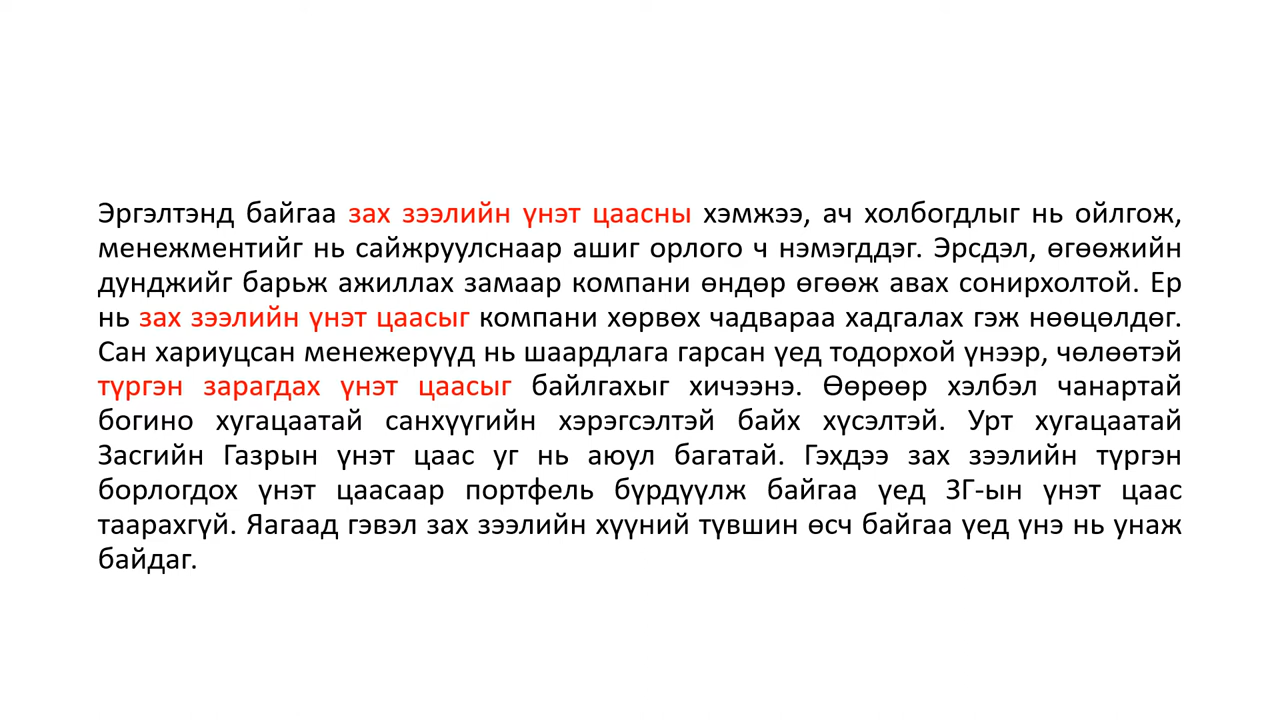 Эргэлтэнд байгаа зах зээлийн үнэт цаасны хэмжээ, ач холбогдлыг нь ойлгож,
менежментийг нь сайжруулснаар ашиг орлого ч нэмэгддэг. Эрсдэл, өгөөжийн
дунджийг барьж ажиллах замаар компани өндөр өгөөж авах сонирхолтой. Ер
нь зах зээлийн үнэт цаасыг компани хөрвөх чадвараа хадгалах гэж нөөцөлдөг.
Сан хариуцсан менежерүүд нь шаардлага гарсан үед тодорхой үнээр, чөлөөтэй
түргэн зарагдах үнэт цаасыг байлгахыг хичээнэ. Өөрөөр хэлбэл чанартай
богино хугацаатай санхүүгийн хэрэгсэлтэй байх хүсэлтэй. Урт хугацаатай
Засгийн Газрын үнэт цаас уг нь аюул багатай. Гэхдээ зах зээлийн түргэн
борлогдох үнэт цаасаар портфель бүрдүүлж байгаа үед ЗГ-ын үнэт цаас
таарахгүй. Яагаад гэвэл зах зээлийн хүүний түвшин өсч байгаа үед үнэ нь унаж
байдаг.